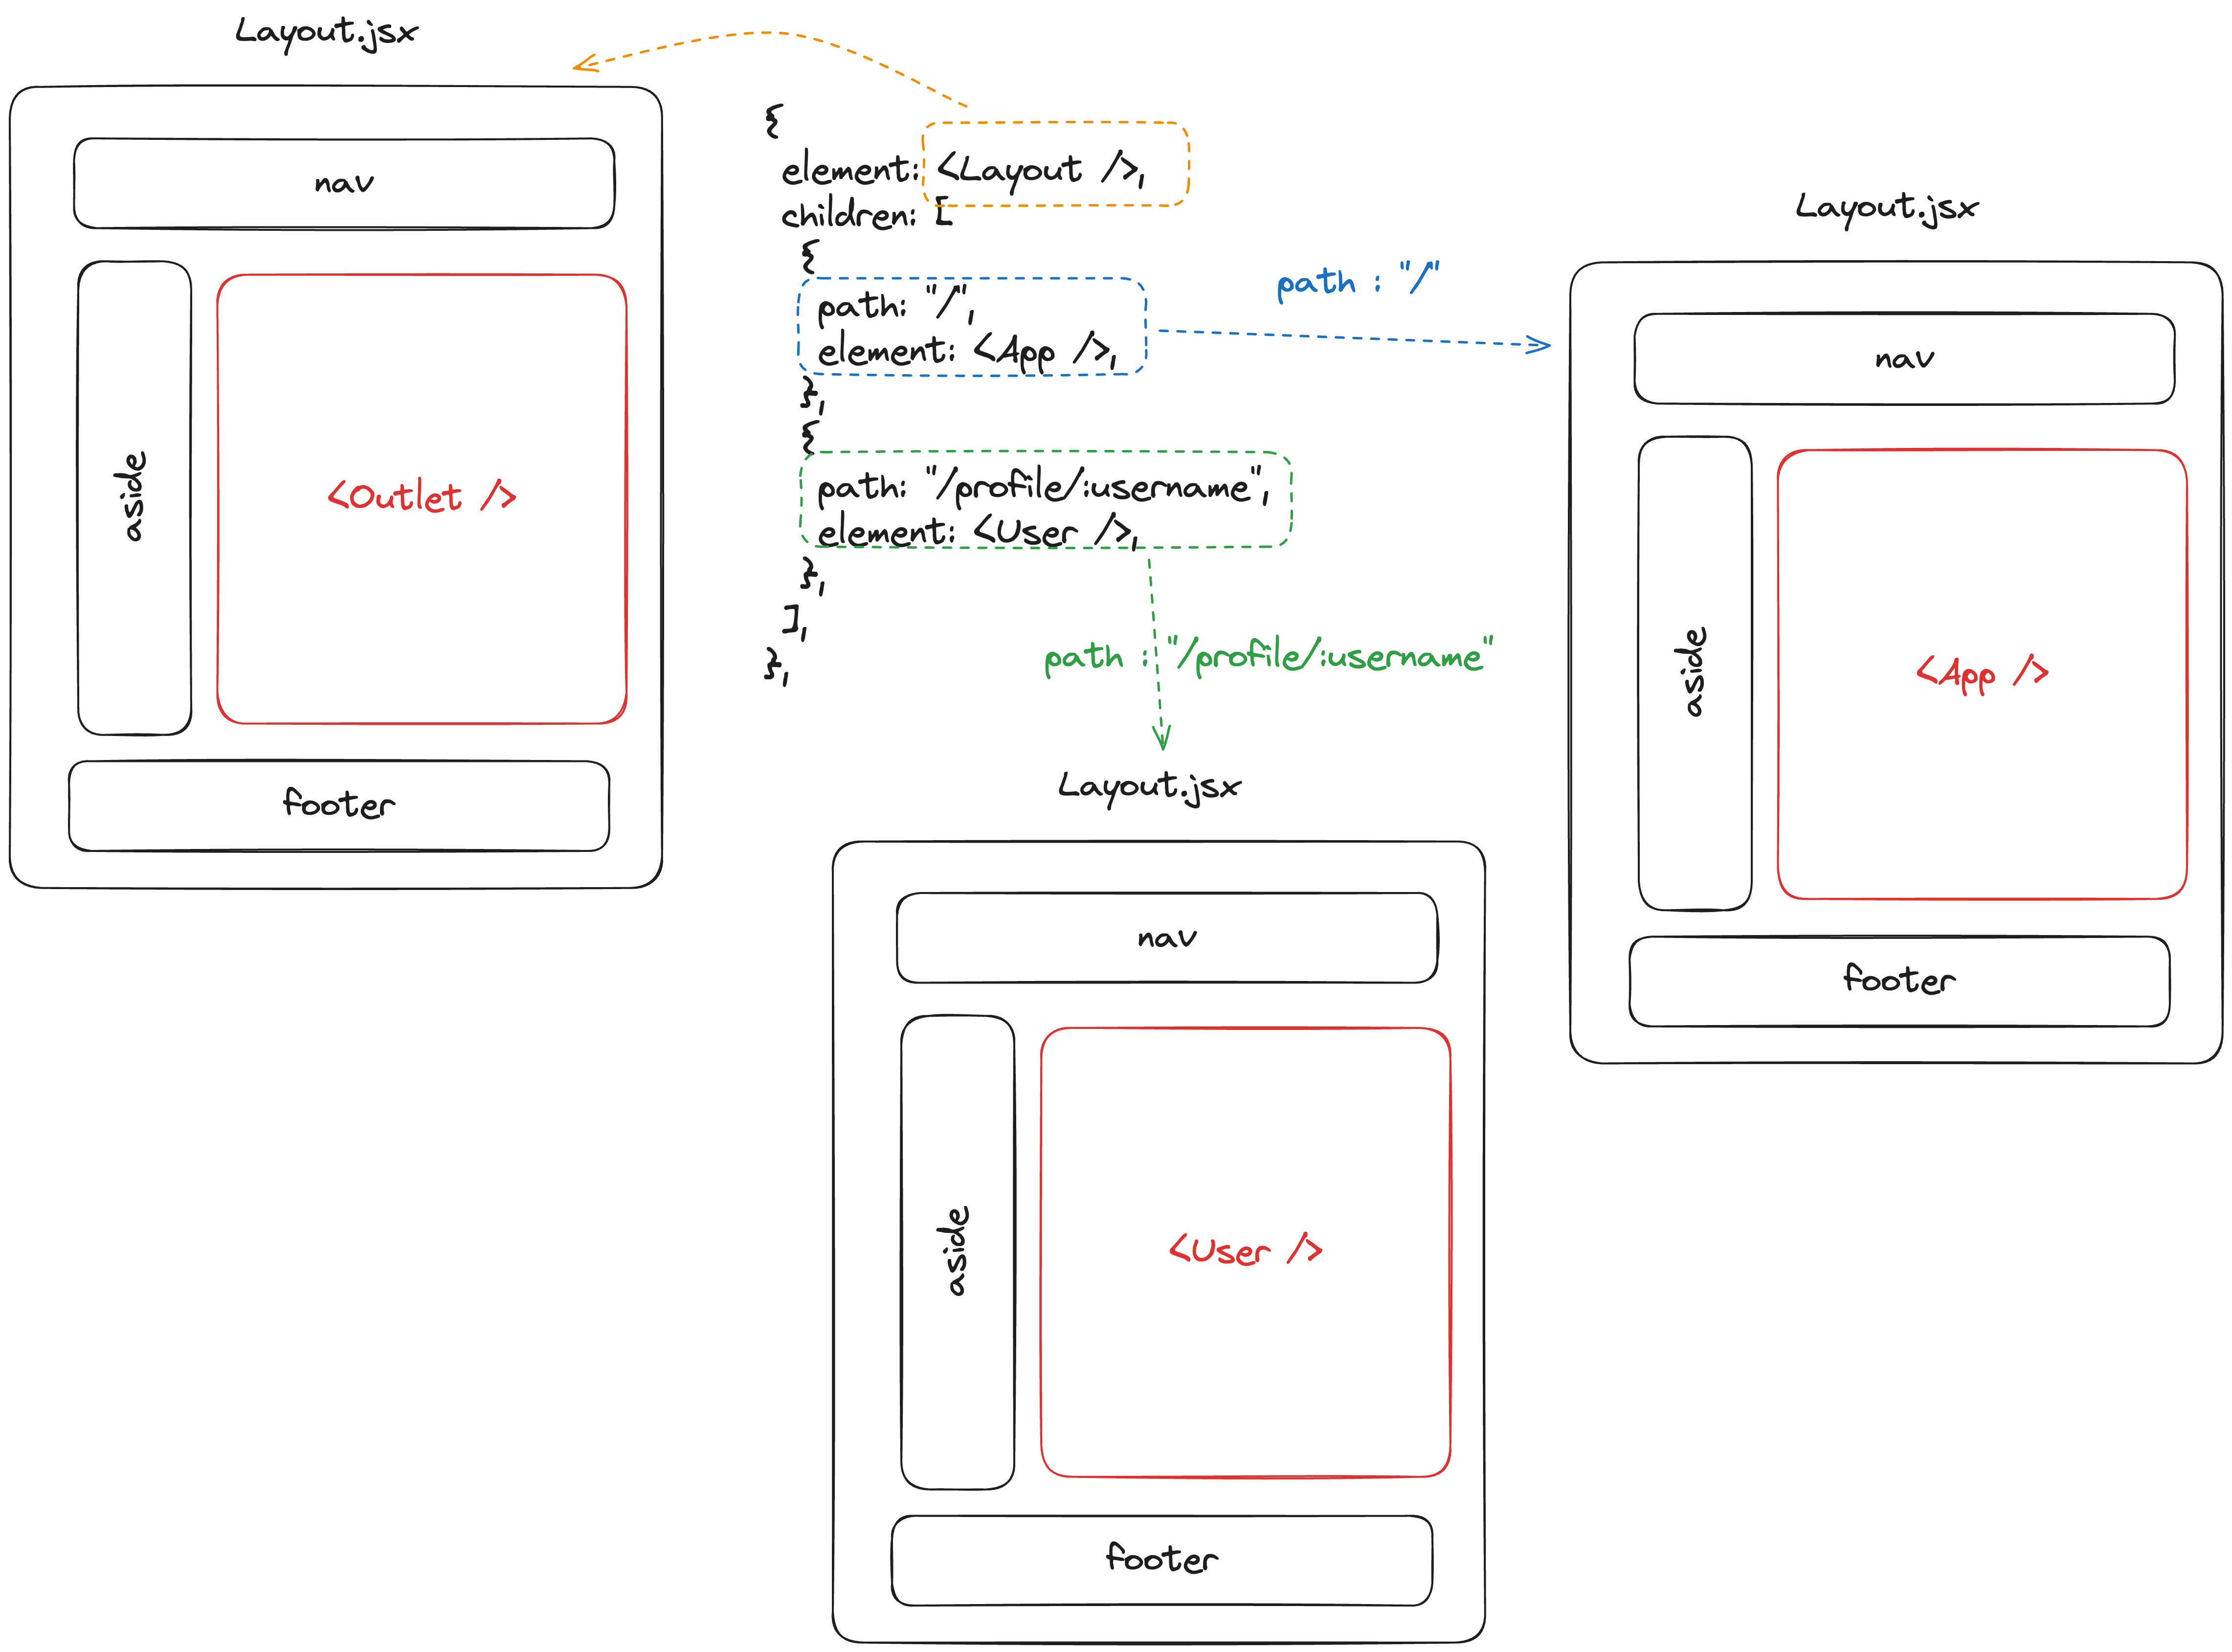 Layout.jsx
nav
aside
<Outlet />
footer
{
element: <Layout />,
children: [
{
path: "/",
element: <App />,
},
{
path: "/profile/:username",
element: <User />,
},
],
},
path : "/"
path : "/profile/:username"
Layout.jsx
nav
aside
<App />
footer
Layout.jsx
nav
aside
<User />
footer